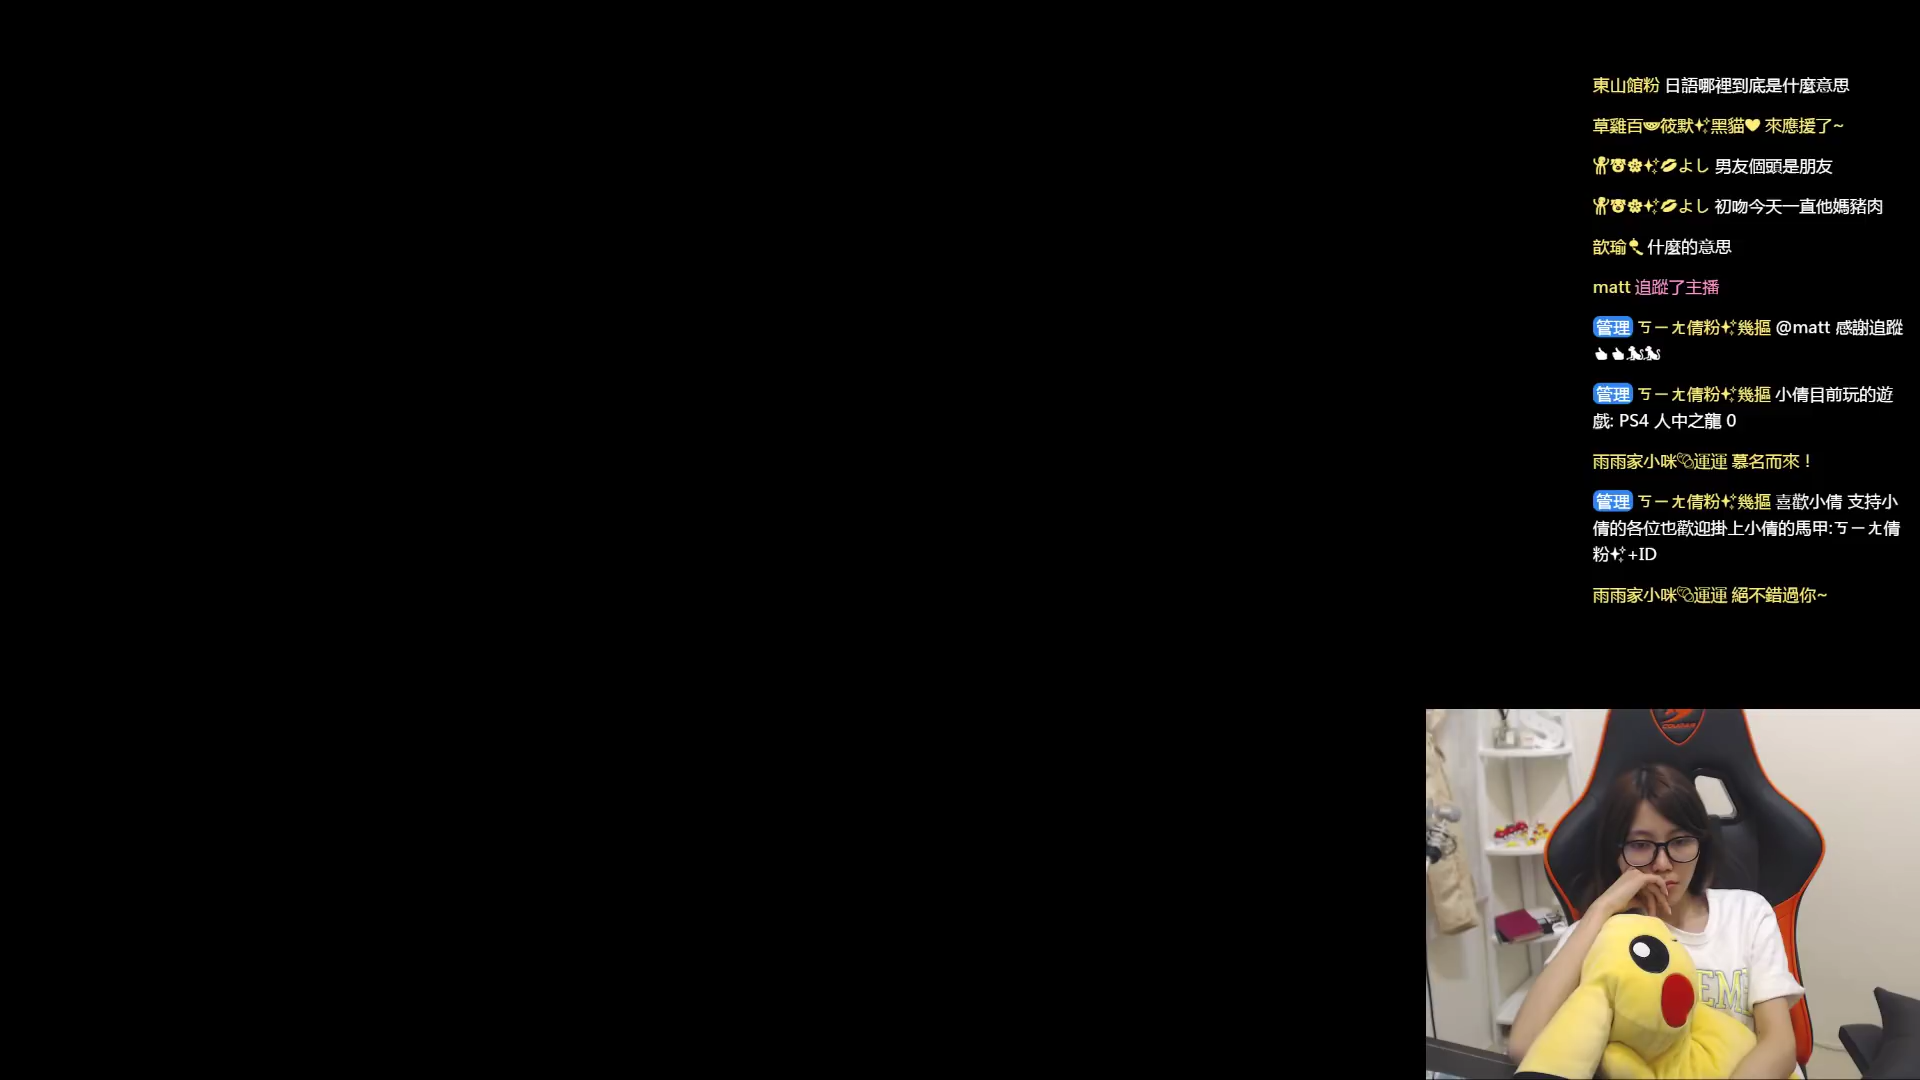 東山館粉 日語哪裡到底是什麼意思
草雞百筱默✨黑貓♥ 來應援了~
よし 男友個頭是朋友
よし 初吻今天一直他媽豬肉
歆瑜 什麼的意思
matt 追蹤了主播
管理 ㄎㄧㄤ倩粉✨幾摳 @matt 感謝追蹤
管理 ㄎㄧㄤ倩粉✨幾摳 小倩目前玩的遊
戲: PS4 人中之龍 0
雨雨家小咪運運 慕名而來！
管理 ㄎㄧㄤ倩粉✨幾摳 喜歡小倩 支持小
倩的各位也歡迎掛上小倩的馬甲:ㄎㄧㄤ倩
粉✨+ID
雨雨家小咪運運 絕不錯過你~
COUGAR
EME